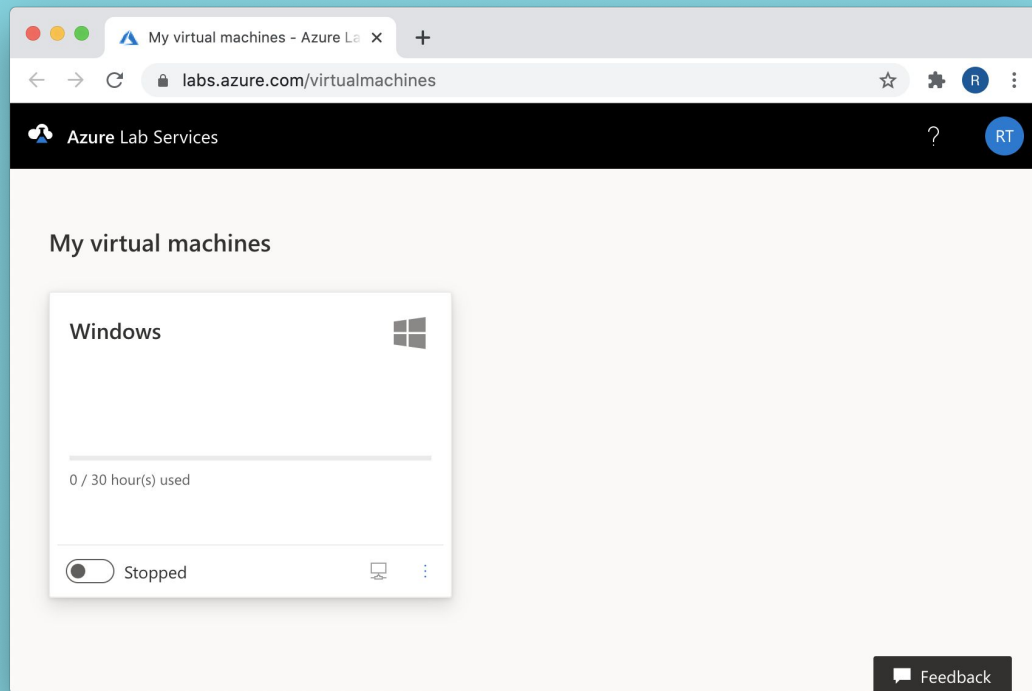 My virtual machines - Azure La
labs.azure.com/virtualmachines
R
Azure Lab Services
?
RT
My virtual machines
Windows
0 / 30 hour(s) used
Stopped
Feedback